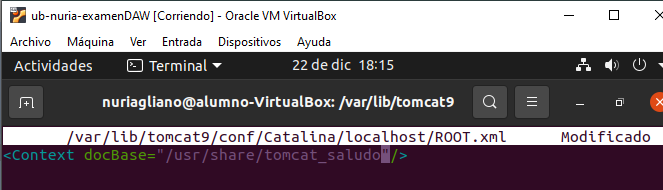 ub-nuria-examenDAW [Corriendo] - Oracle VM VirtualBox
Archivo Máquina Ver Entrada Dispositivos Ayuda
Actividades Terminal 22 de dic 18:15
nuriagliano@alumno-VirtualBox: /var/lib/tomcat9
/var/lib/tomcat9/conf/Catalina/localhost/ROOT.xml Modificado
<Context docBase="/usr/share/tomcat_saludo"/>